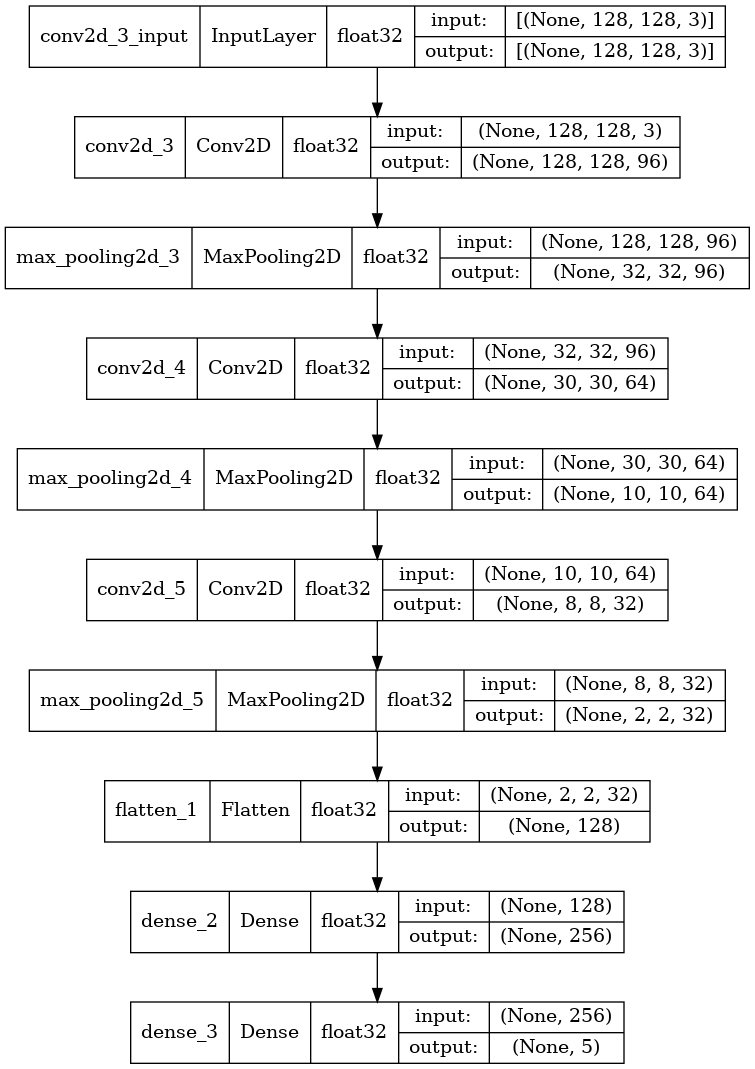 conv2d_3_input InputLayer float32 input: [(None, 128, 128, 3)]
output: [(None, 128, 128, 3)]
conv2d_3 Conv2D float32 input: (None, 128, 128, 3)
output: (None, 128, 128, 96)
max_pooling2d_3 MaxPooling2D float32 input: (None, 128, 128, 96)
output: (None, 32, 32, 96)
conv2d_4 Conv2D float32 input: (None, 32, 32, 96)
output: (None, 30, 30, 64)
max_pooling2d_4 MaxPooling2D float32 input: (None, 30, 30, 64)
output: (None, 10, 10, 64)
conv2d_5 Conv2D float32 input: (None, 10, 10, 64)
output: (None, 8, 8, 32)
max_pooling2d_5 MaxPooling2D float32 input: (None, 8, 8, 32)
output: (None, 2, 2, 32)
flatten_1 Flatten float32 input: (None, 2, 2, 32)
output: (None, 128)
dense_2 Dense float32 input: (None, 128)
output: (None, 256)
dense_3 Dense float32 input: (None, 256)
output: (None, 5)